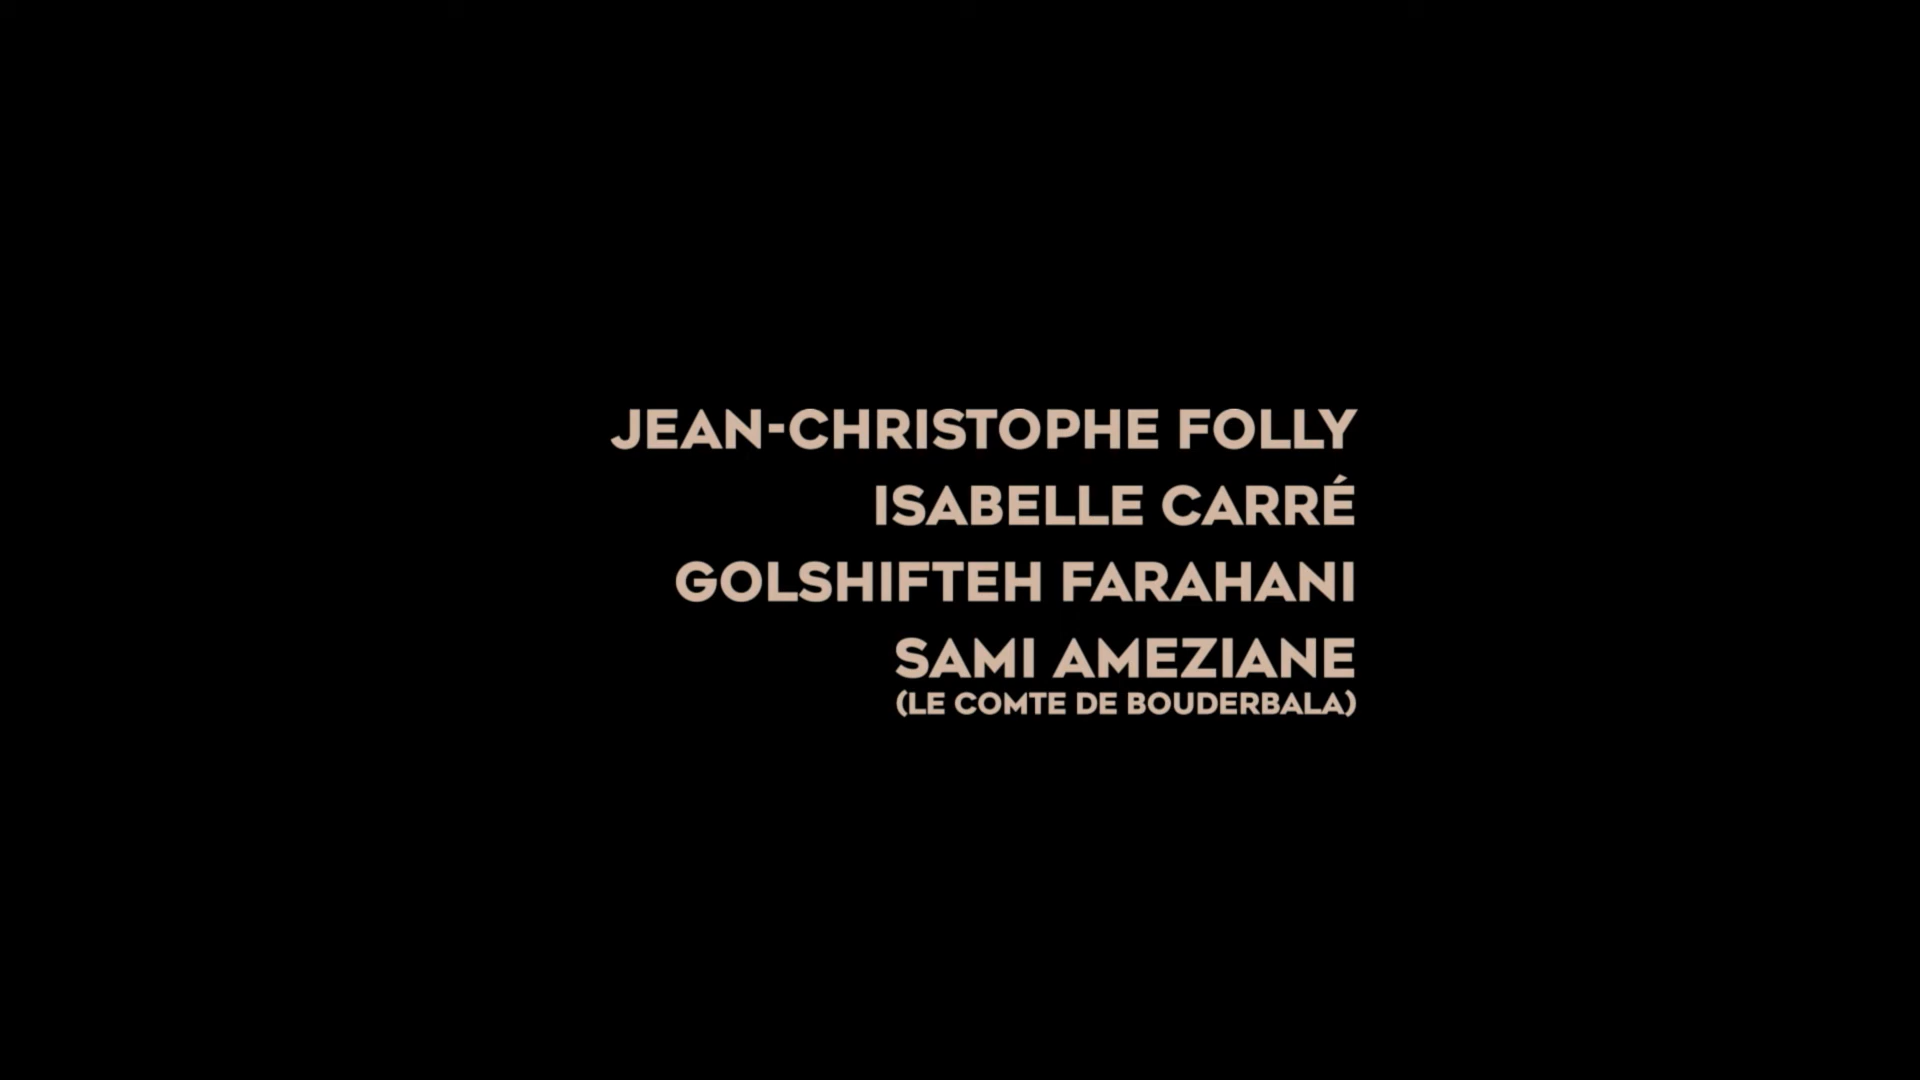 JEAN-CHRISTOPHE FOLLY
ISABELLE CARRÉ
GOLSHIFTEH FARAHANI
SAMI AMEZIANE
(LE COMTE DE BOUDERBALA)